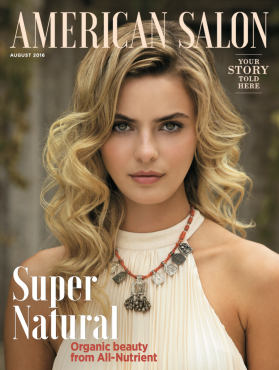 AMERICAN SALON
AUGUST 2016
YOUR
STORY
TOLD
HERE
Super
Natural
Organic beauty
from All-Nutrient